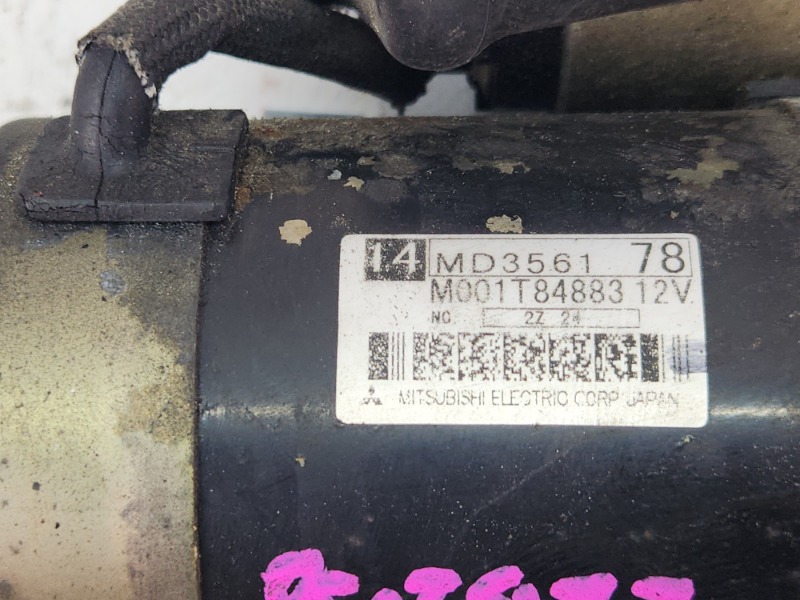 14 MD3561 78
M001T84883 12V
NO. 2Z 24
MITSUBISHI ELECTRIC CORP. JAPAN